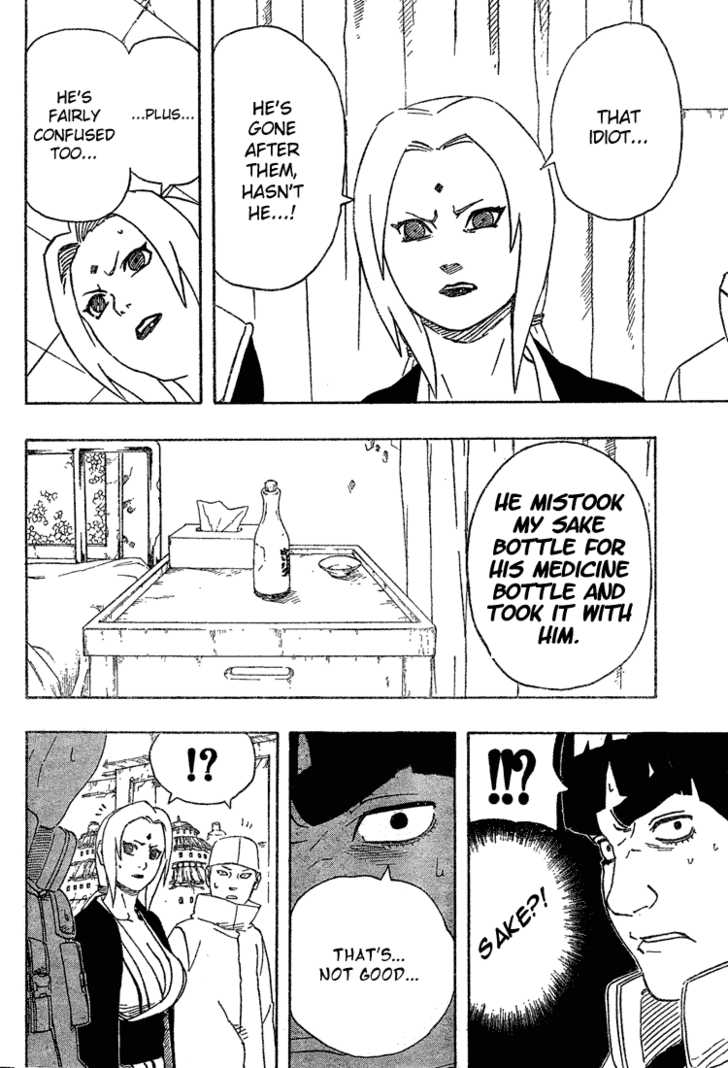 THAT
IDIOT...
HE'S
GONE
AFTER
THEM,
HASN'T
HE...!
...PLUS...
HE'S
FAIRLY
CONFUSED
TOO...
HE MISTOOK
MY SAKE
BOTTLE FOR
HIS MEDICINE
BOTTLE AND
TOOK IT WITH
HIM.
!!?
SAKE?!
THAT'S...
NOT GOOD...
!?